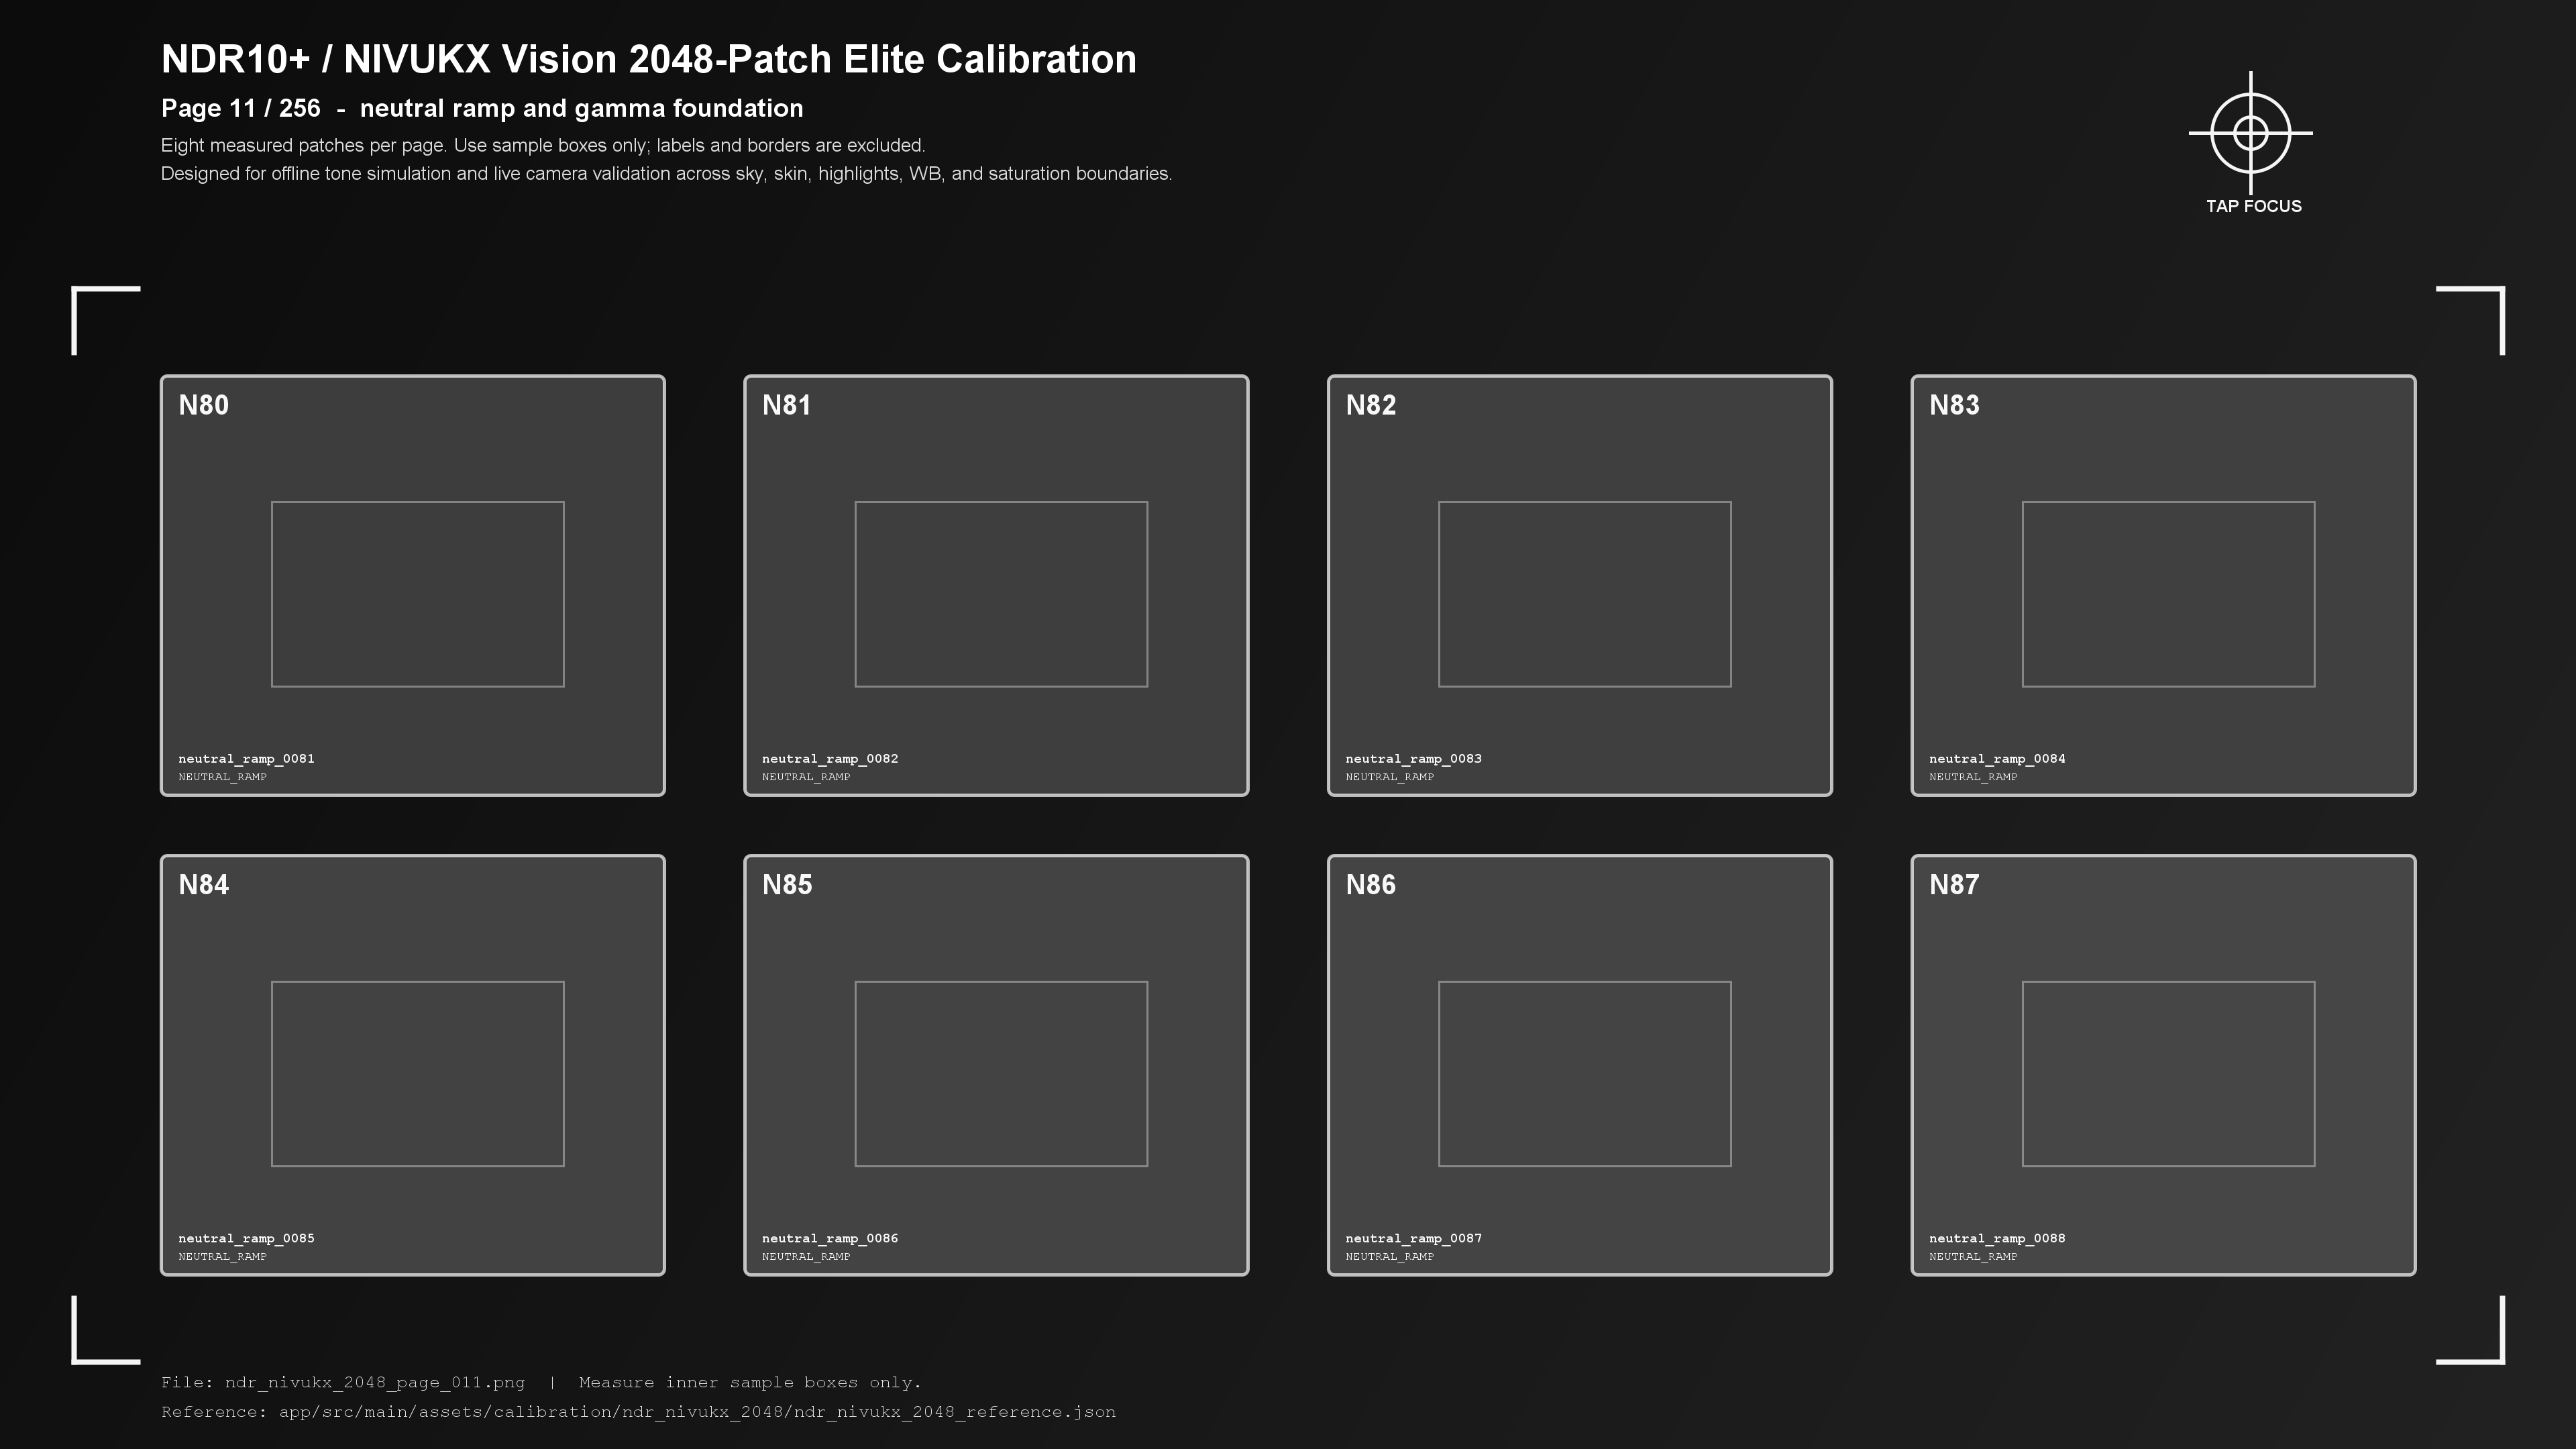 NDR10+ / NIVUKX Vision 2048-Patch Elite Calibration
Page 11 / 256  -  neutral ramp and gamma foundation
Eight measured patches per page. Use sample boxes only; labels and borders are excluded.
Designed for offline tone simulation and live camera validation across sky, skin, highlights, WB, and saturation boundaries.
TAP FOCUS
N80
neutral_ramp_0081
NEUTRAL_RAMP
N81
neutral_ramp_0082
NEUTRAL_RAMP
N82
neutral_ramp_0083
NEUTRAL_RAMP
N83
neutral_ramp_0084
NEUTRAL_RAMP
N84
neutral_ramp_0085
NEUTRAL_RAMP
N85
neutral_ramp_0086
NEUTRAL_RAMP
N86
neutral_ramp_0087
NEUTRAL_RAMP
N87
neutral_ramp_0088
NEUTRAL_RAMP
File: ndr_nivukx_2048_page_011.png  |  Measure inner sample boxes only.
Reference: app/src/main/assets/calibration/ndr_nivukx_2048/ndr_nivukx_2048_reference.json